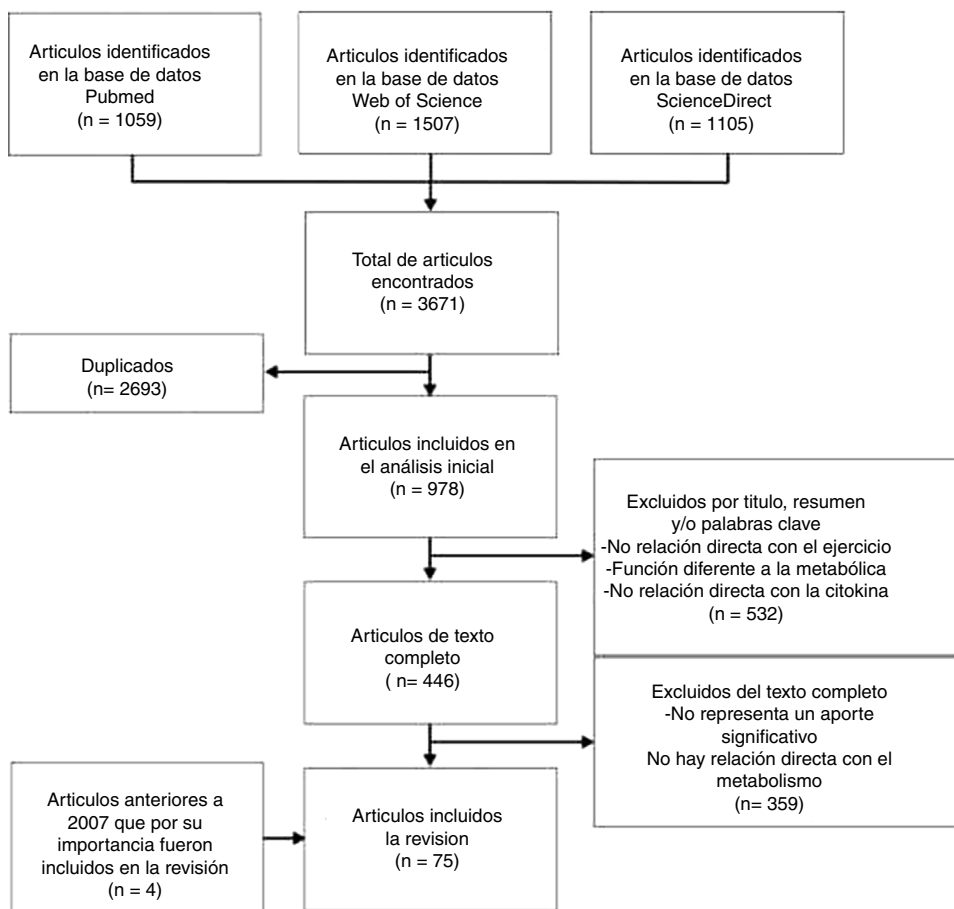 Articulos identificados
en la base de datos
Pubmed
(n = 1059)
Articulos identificados
en la base de datos
Web of Science
(n = 1507)
Articulos identificados
en la base de datos
ScienceDirect
(n = 1105)
Total de articulos
encontrados
(n = 3671)
Duplicados
(n= 2693)
Articulos incluidos en
el análisis inicial
(n = 978)
Excluidos por titulo, resumen
y/o palabras clave
-No relación directa con el ejercicio
-Función diferente a la metabólica
-No relación directa con la citokina
(n = 532)
Articulos de texto
completo
( n= 446)
Excluidos del texto completo
-No representa un aporte
significativo
No hay relación directa con el
metabolismo
(n= 359)
Articulos anteriores a
2007 que por su
importancia fueron
incluidos en la revisión
(n = 4)
Articulos incluidos
la revision
(n = 75)